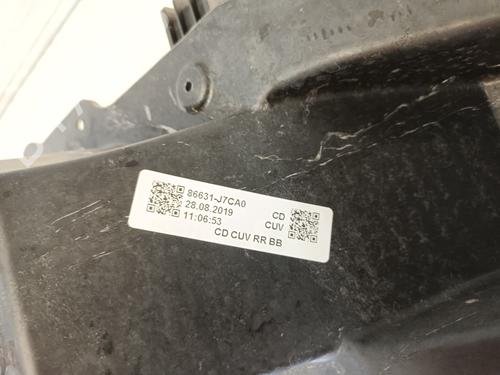 86631-J7CA0
28.08.2019 CD
11:06:53 CUV
CD CUV RR BB